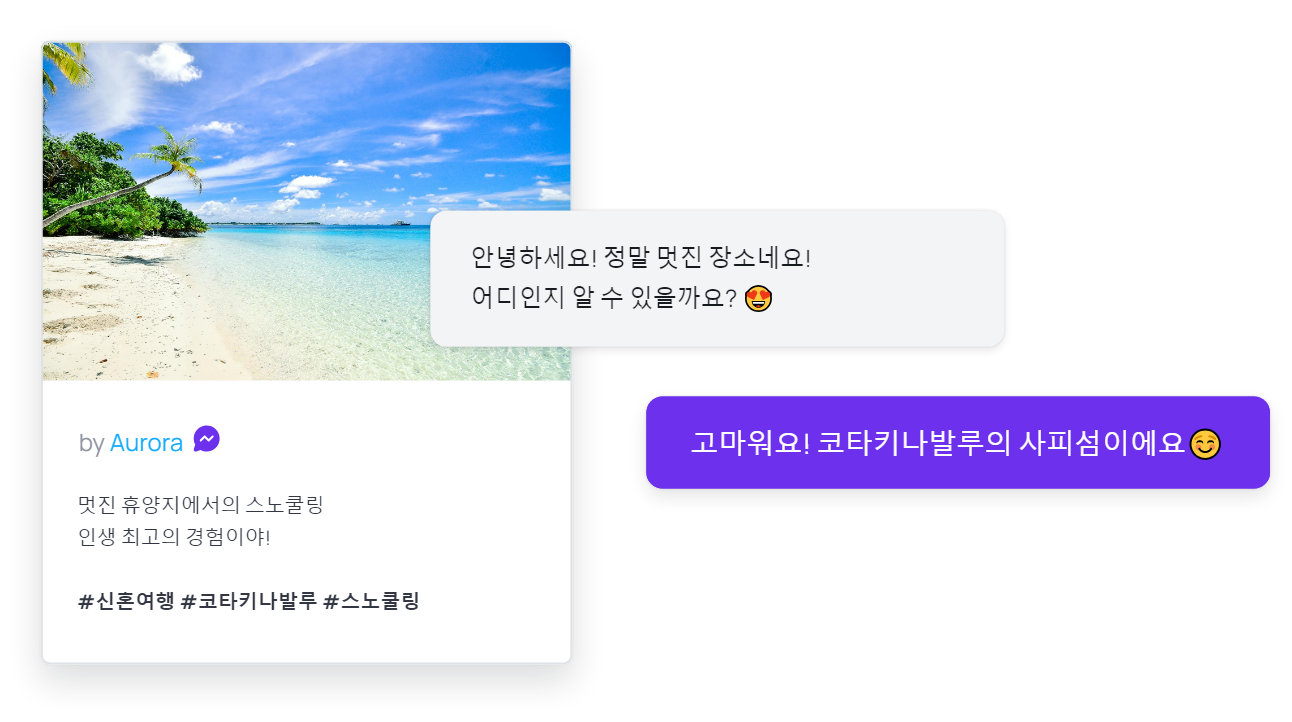 안녕하세요! 정말 멋진 장소네요!
어디인지 알 수 있을까요? 😍
고마워요! 코타키나발루의 사피섬이에요😊
by Aurora
멋진 휴양지에서의 스노쿨링
인생 최고의 경험이야!
#신혼여행 #코타키나발루 #스노쿨링